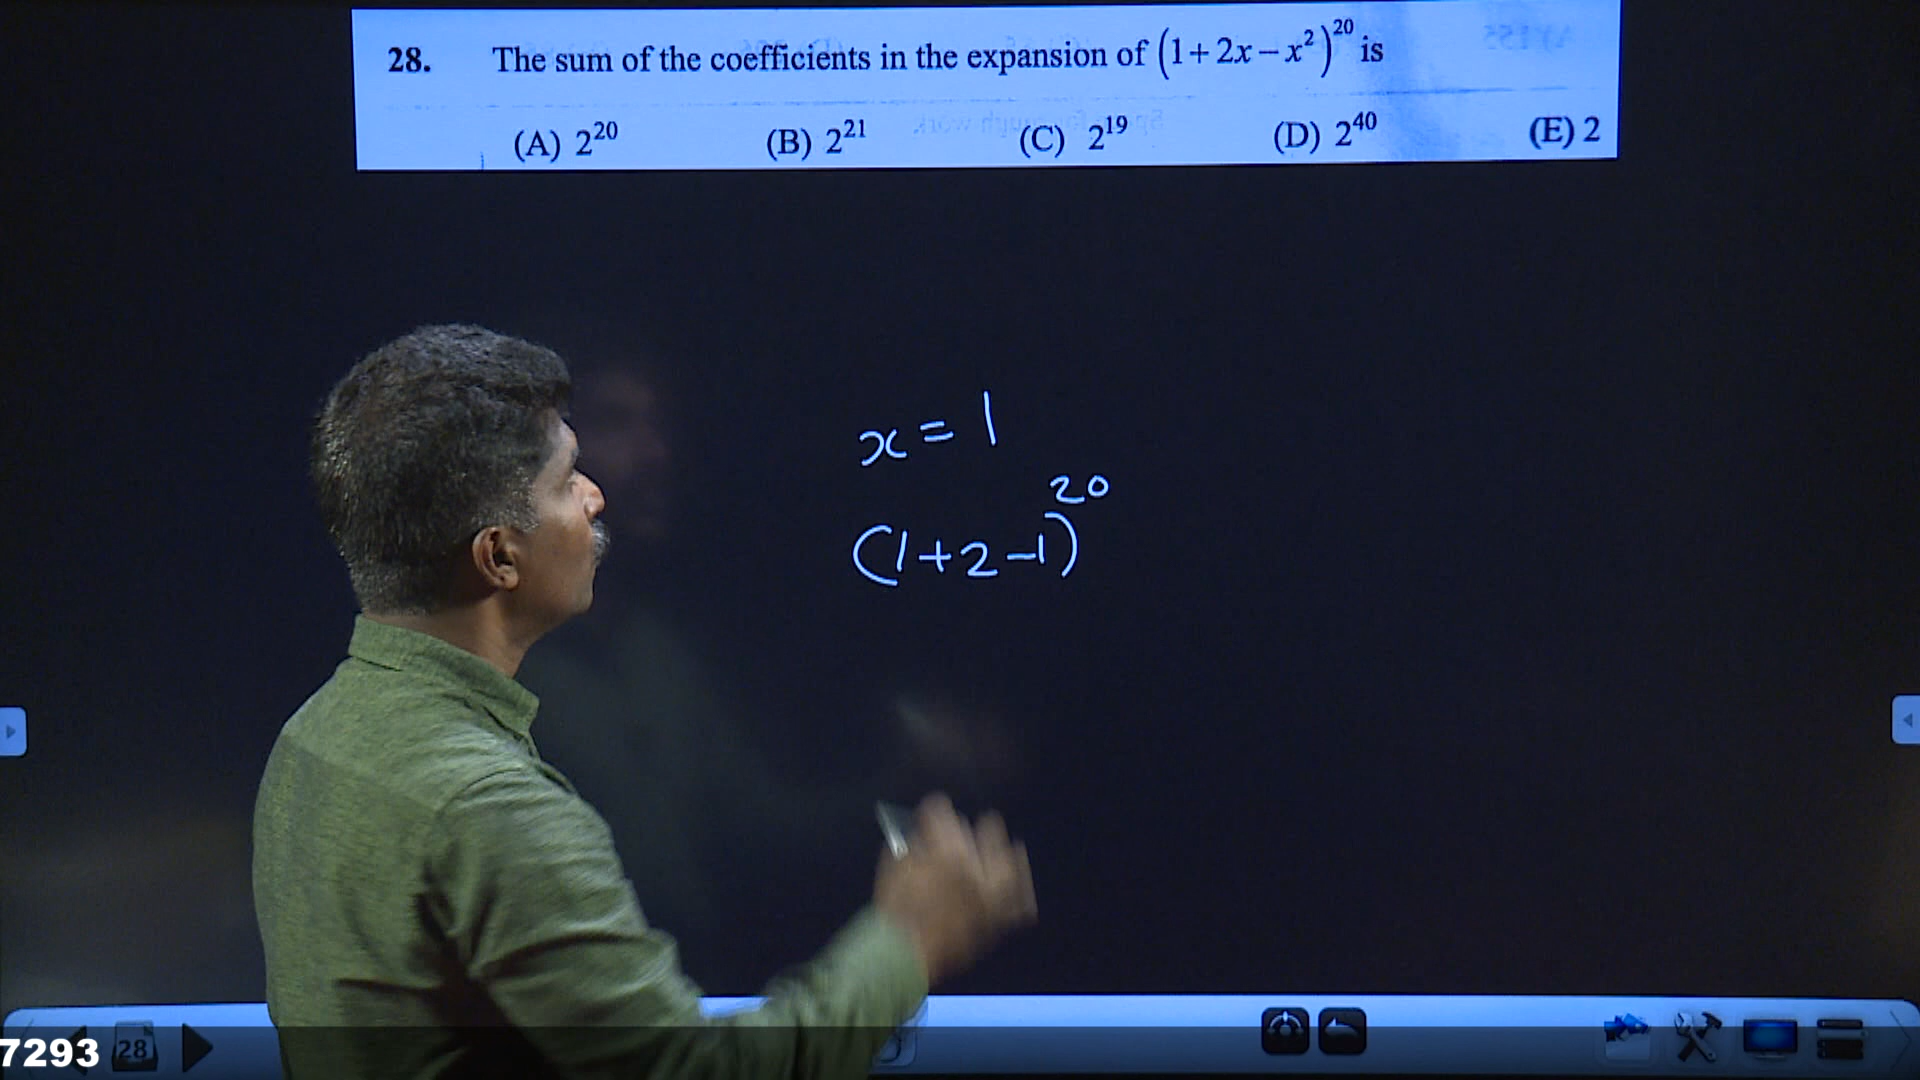 28. The sum of the coefficients in the expansion of (1+2x−x²)²⁰ is
(A) 2²⁰ (B) 2²¹ (C) 2¹⁹ (D) 2⁴⁰ (E) 2
x = 1
(1+2−1)²⁰
7293 28